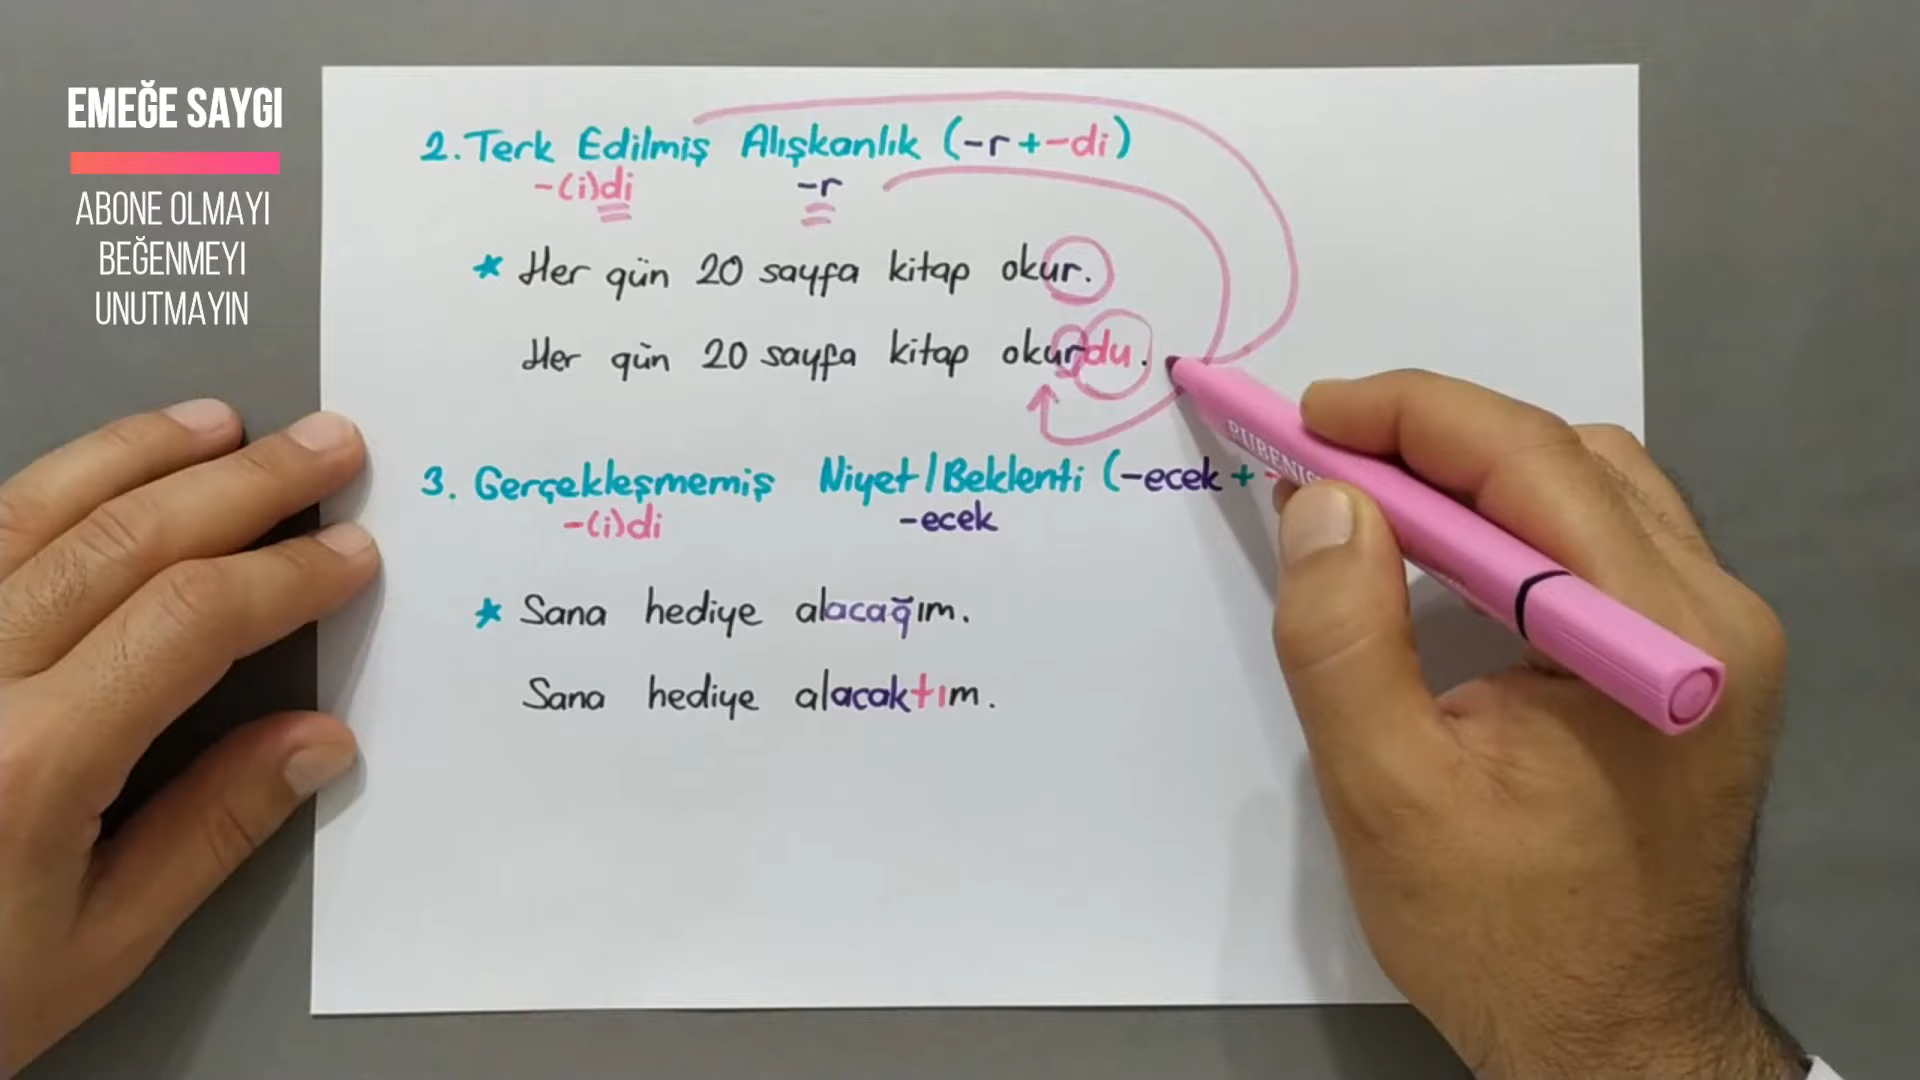 EMEĞE SAYGI
ABONE OLMAYI
BEĞENMEYİ
UNUTMAYIN
2. Terk Edilmiş Alışkanlık (-r+-di)
-(i)di -r
* Her gün 20 sayfa kitap okur.
Her gün 20 sayfa kitap okurdu.
3. Gerçekleşmemiş Niyet/Beklenti (-ecek + -
-(i)di -ecek
* Sana hediye alacağım.
Sana hediye alacaktım.